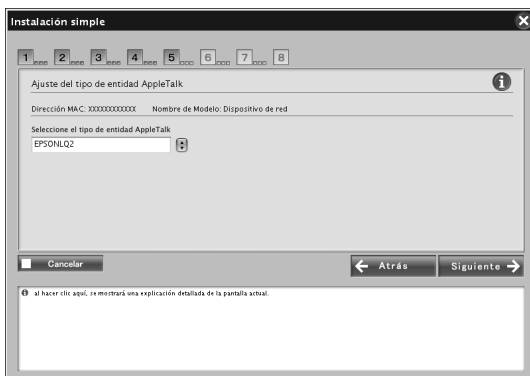 Instalación simple
1 2 3 4 5 6 7 8
Ajuste del tipo de entidad AppleTalk
Dirección MAC: XXXXXXXXXXXX Nombre de Modelo: Dispositivo de red
Seleccione el tipo de entidad AppleTalk
EPSONLQ2
Cancelar
Atrás
Siguiente
al hacer clic aquí, se mostrará una explicación detallada de la pantalla actual.